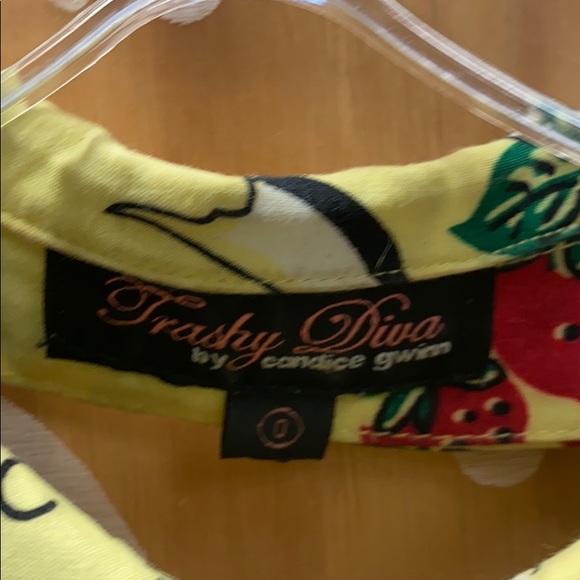 Trashy Diva
by candice gwinn
0